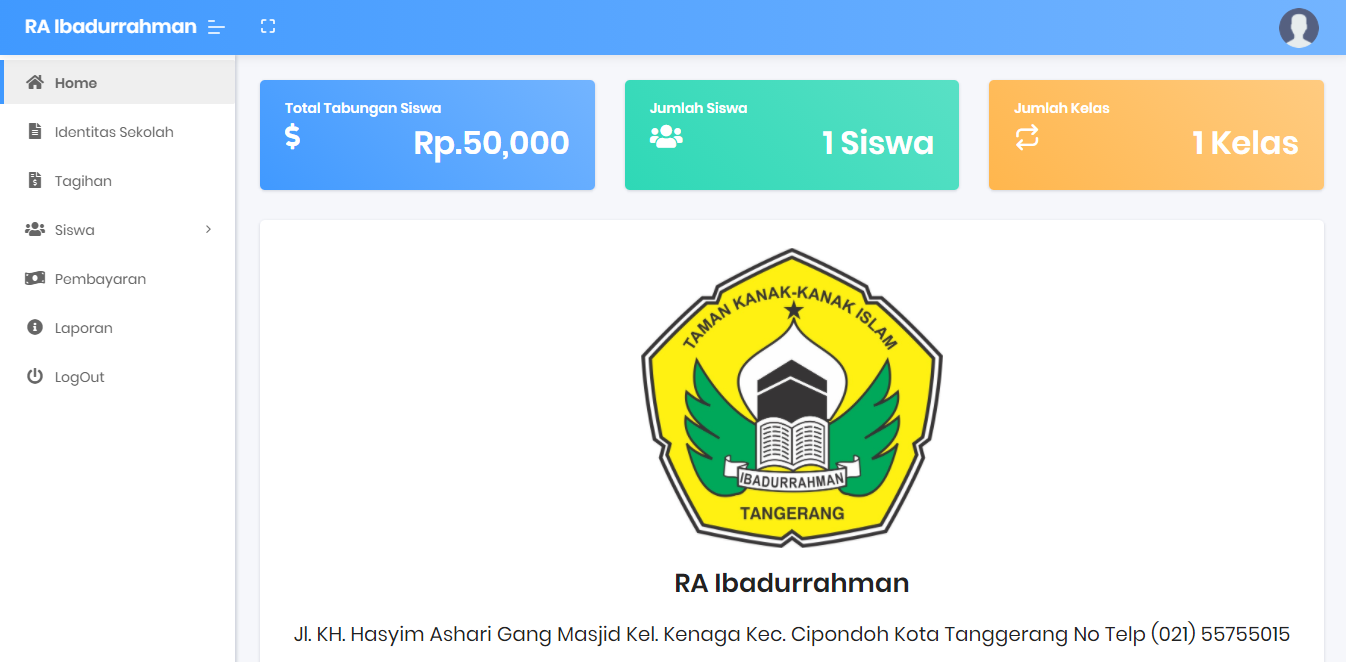 RA Ibadurrahman
Home
Identitas Sekolah
Tagihan
Siswa
Pembayaran
Laporan
LogOut
Total Tabungan Siswa
Rp.50,000
Jumlah Siswa
1 Siswa
Jumlah Kelas
1 Kelas
TAMAN KANAK-KANAK ISLAM
IBADURRAHMAN
TANGERANG
RA Ibadurrahman
Jl. KH. Hasyim Ashari Gang Masjid Kel. Kenaga Kec. Cipondoh Kota Tanggerang No Telp (021) 55755015